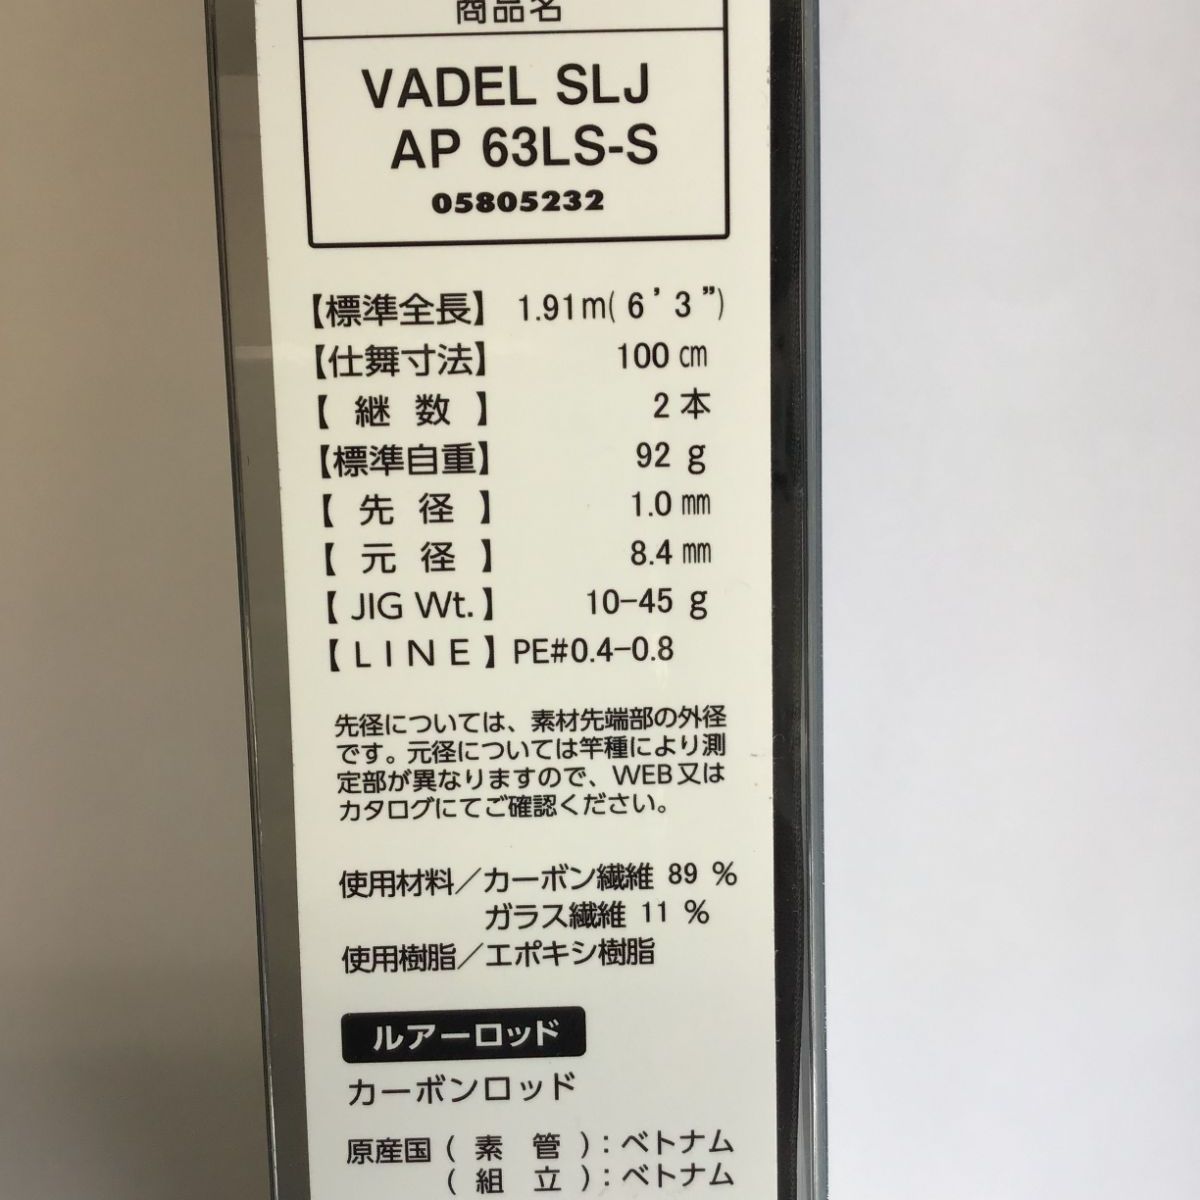 商品名
VADEL SLJ
AP 63LS-S
05805232
【標準全長】 1.91m(6'3")
【仕舞寸法】 100㎝
【継数】 2本
【標準自重】 92g
【先径】 1.0㎜
【元径】 8.4㎜
【JIG Wt.】 10-45g
【LINE】PE#0.4-0.8
先径については、素材先端部の外径
です。元径については竿種により測
定部が異なりますので、WEB又は
カタログにてご確認ください。
使用材料/カーボン繊維 89 %
ガラス繊維 11 %
使用樹脂/エポキシ樹脂
ルアーロッド
カーボンロッド
原産国(素管):ベトナム
(組立):ベトナム